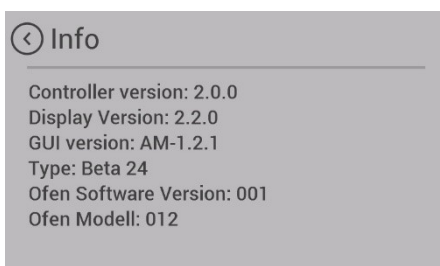 Info
Controller version: 2.0.0
Display Version: 2.2.0
GUI version: AM-1.2.1
Type: Beta 24
Ofen Software Version: 001
Ofen Modell: 012